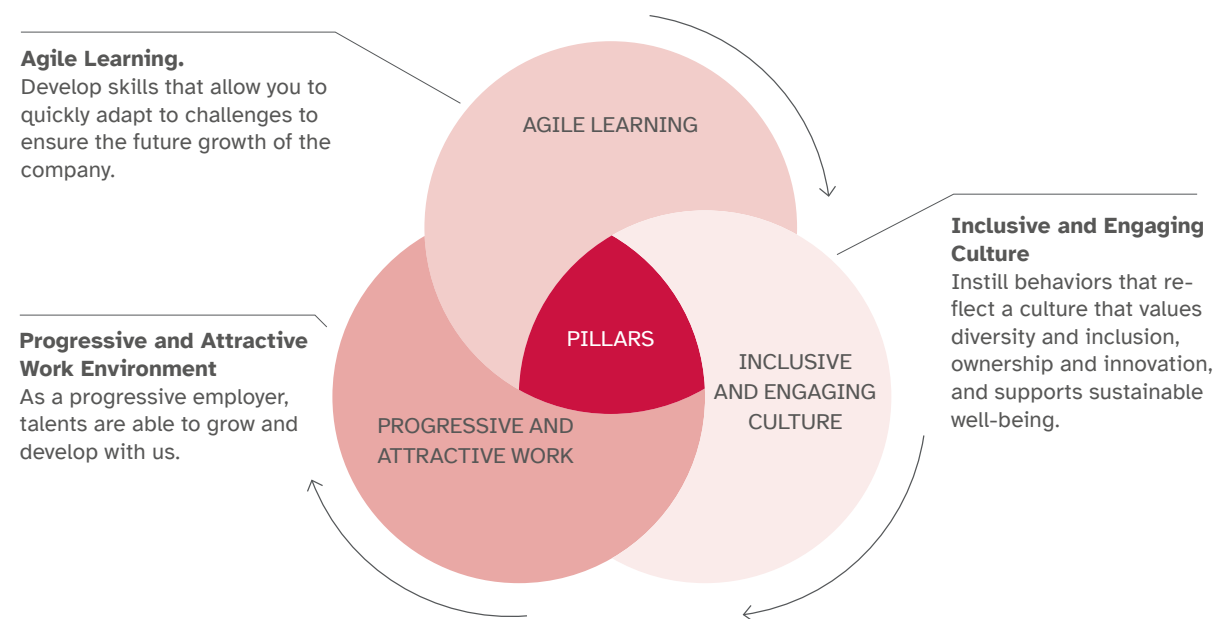 Agile Learning.
Develop skills that allow you to
quickly adapt to challenges to
ensure the future growth of the
company.
AGILE LEARNING
Inclusive and Engaging
Culture
Instill behaviors that re-
flect a culture that values
diversity and inclusion,
ownership and innovation,
and supports sustainable
well-being.
Progressive and Attractive
Work Environment
As a progressive employer,
talents are able to grow and
develop with us.
PILLARS
INCLUSIVE
AND ENGAGING
CULTURE
PROGRESSIVE AND
ATTRACTIVE WORK